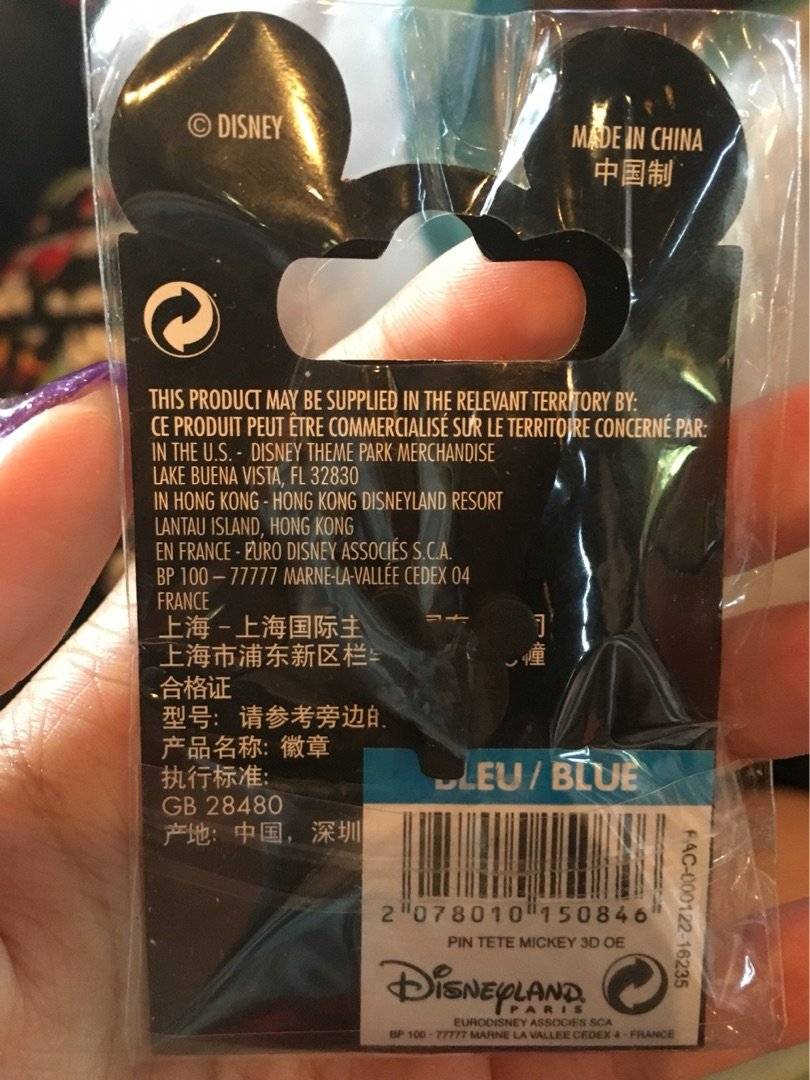 © DISNEY
MADE IN CHINA
中国制
THIS PRODUCT MAY BE SUPPLIED IN THE RELEVANT TERRITORY BY:
CE PRODUIT PEUT ÊTRE COMMERCIALISÉ SUR LE TERRITOIRE CONCERNÉ PAR:
IN THE U.S. - DISNEY THEME PARK MERCHANDISE
LAKE BUENA VISTA, FL 32830
IN HONG KONG - HONG KONG DISNEYLAND RESORT
LANTAU ISLAND, HONG KONG
EN FRANCE - EURO DISNEY ASSOCIÉS S.C.A.
BP 100 – 77777 MARNE-LA-VALLÉE CEDEX 04
FRANCE
上海 – 上海国际主
上海市浦东新区栏
合格证
型号: 请参考旁边的
产品名称: 徽章
执行标准:
GB 28480
产地: 中国, 深圳
BLEU / BLUE
2 078010 150846
FAC-000122-16235
PIN TETE MICKEY 3D OE
DISNEYLAND
PARIS
EURODISNEY ASSOCIES SCA
BP 100 - 77777 MARNE LA VALLEE CEDEX 4 - FRANCE